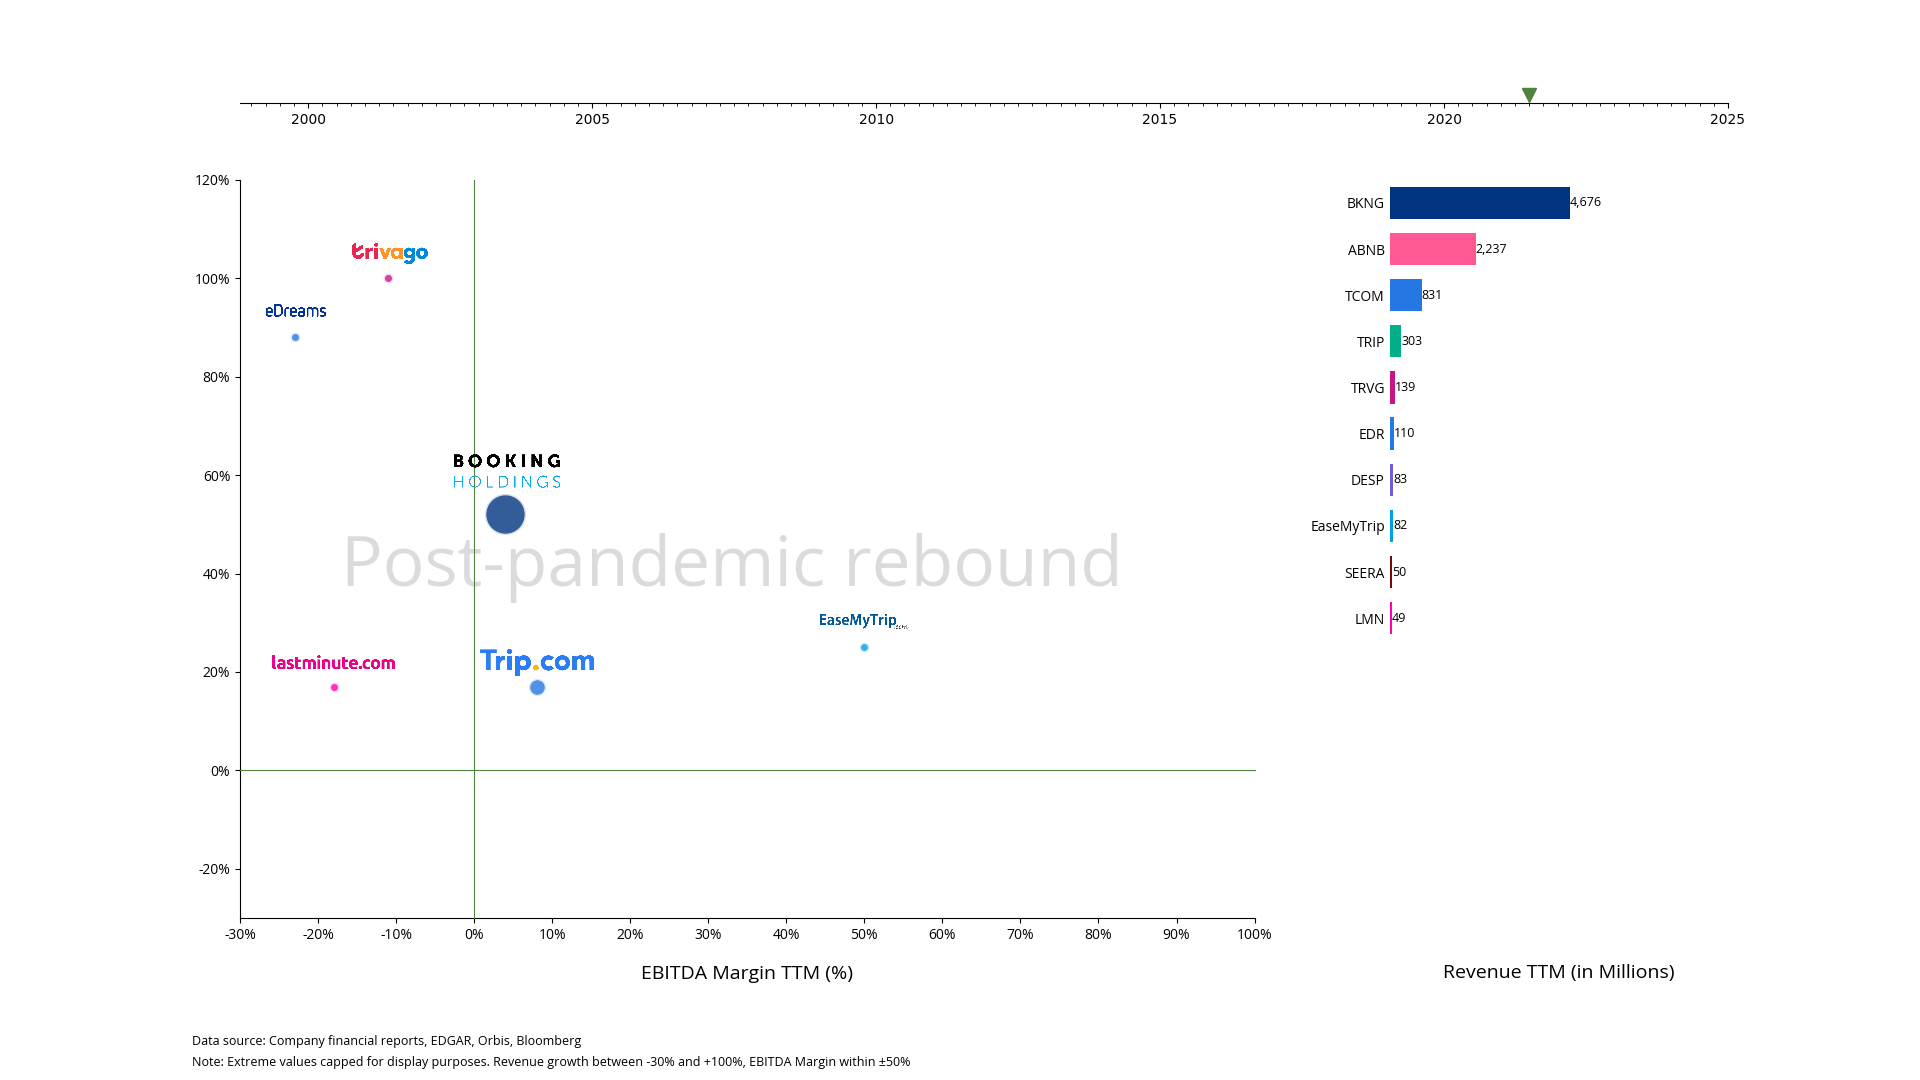 2000 2005 2010 2015 2020 2025
120%
100%
80%
60%
40%
20%
0%
-20%
trivago
eDreams
BOOKING
HOLDINGS
Post-pandemic rebound
EaseMyTrip.com
lastminute.com
Trip.com
-30% -20% -10% 0% 10% 20% 30% 40% 50% 60% 70% 80% 90% 100%
EBITDA Margin TTM (%)
BKNG 4,676
ABNB 2,237
TCOM 831
TRIP 303
TRVG 139
EDR 110
DESP 83
EaseMyTrip 82
SEERA 50
LMN 49
Revenue TTM (in Millions)
Data source: Company financial reports, EDGAR, Orbis, Bloomberg
Note: Extreme values capped for display purposes. Revenue growth between -30% and +100%, EBITDA Margin within ±50%